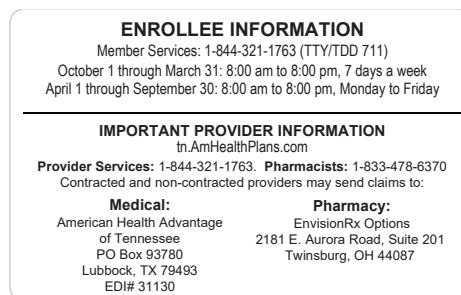 ENROLLEE INFORMATION
Member Services: 1-844-321-1763 (TTY/TDD 711)
October 1 through March 31: 8:00 am to 8:00 pm, 7 days a week
April 1 through September 30: 8:00 am to 8:00 pm, Monday to Friday
IMPORTANT PROVIDER INFORMATION
tn.AmHealthPlans.com
Provider Services: 1-844-321-1763. Pharmacists: 1-833-478-6370
Contracted and non-contracted providers may send claims to:
Medical:
American Health Advantage
of Tennessee
PO Box 93780
Lubbock, TX 79493
EDI# 31130
Pharmacy:
EnvisionRx Options
2181 E. Aurora Road, Suite 201
Twinsburg, OH 44087